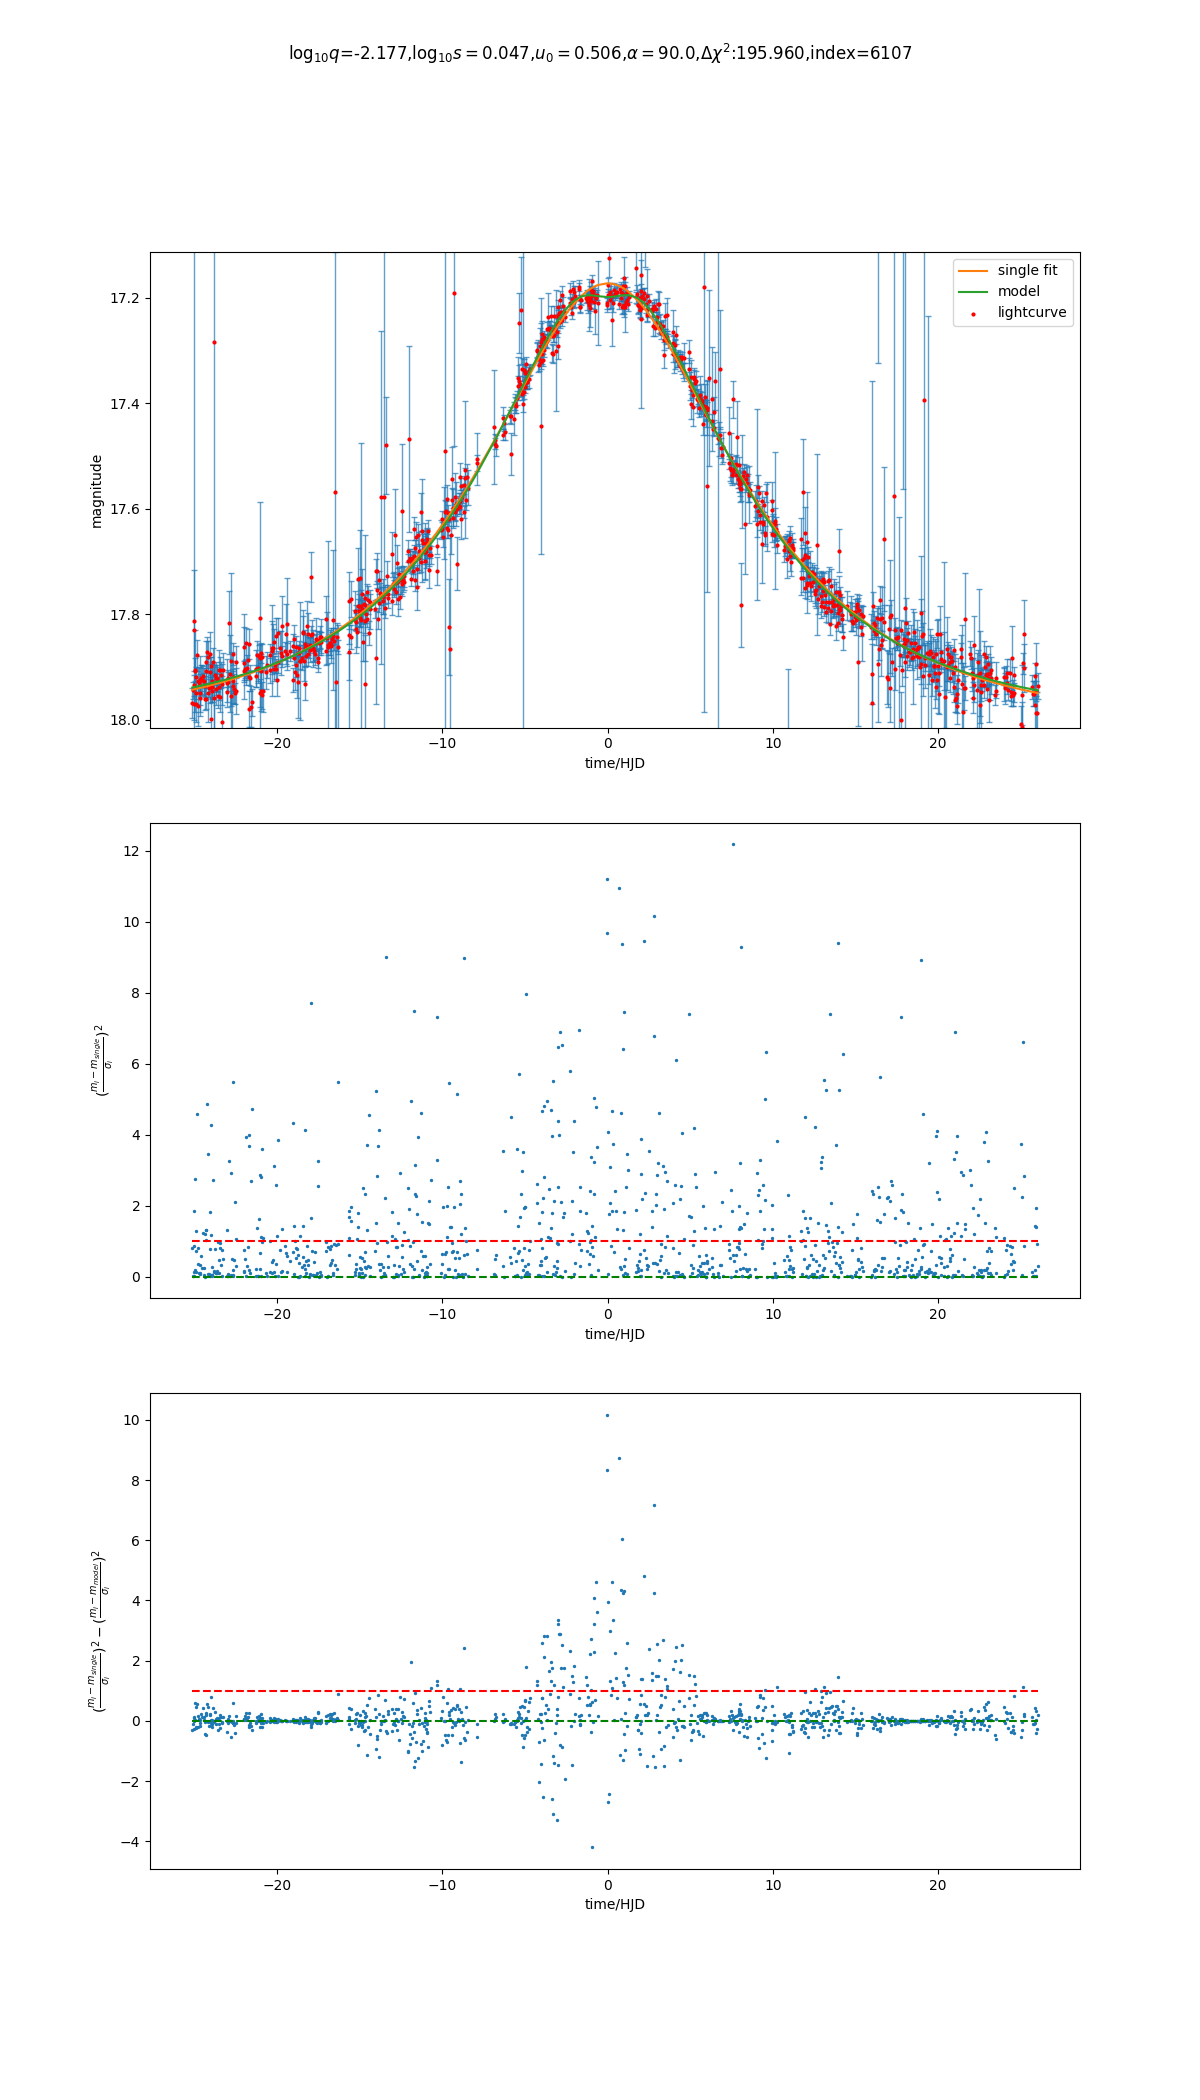 log₁₀q=-2.177,log₁₀s = 0.047,u₀ = 0.506,α = 90.0,Δχ²:195.960,index=6107
single fit
model
lightcurve
17.2
17.4
17.6
17.8
18.0
magnitude
−20 −10 0 10 20
time/HJD
12
10
8
6
4
2
0
(\frac{m_i − m_{single}}{σ_i})²
−20 −10 0 10 20
time/HJD
10
8
6
4
2
0
−2
−4
(\frac{m_i − m_{single}}{σ_i})² − (\frac{m_i − m_{model}}{σ_i})²
−20 −10 0 10 20
time/HJD